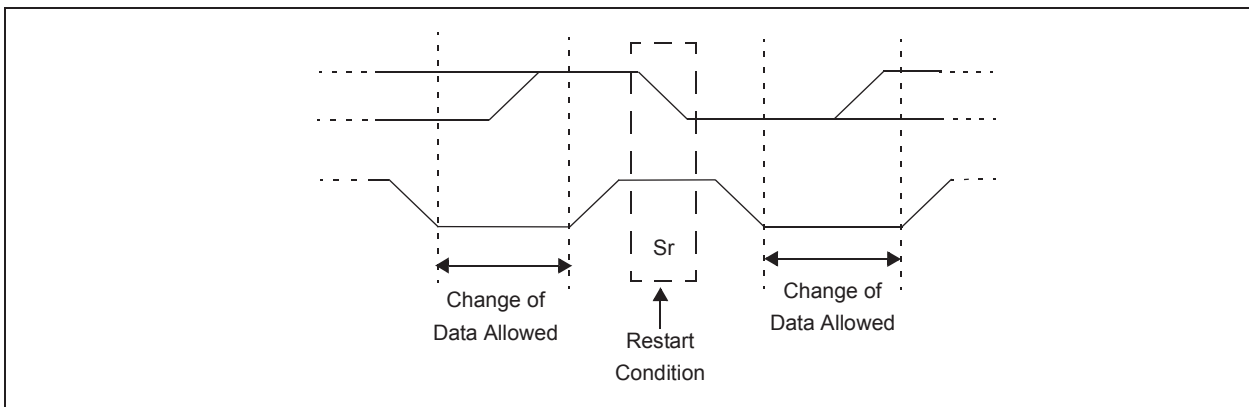 Sr
Change of
Data Allowed
Restart
Condition
Change of
Data Allowed